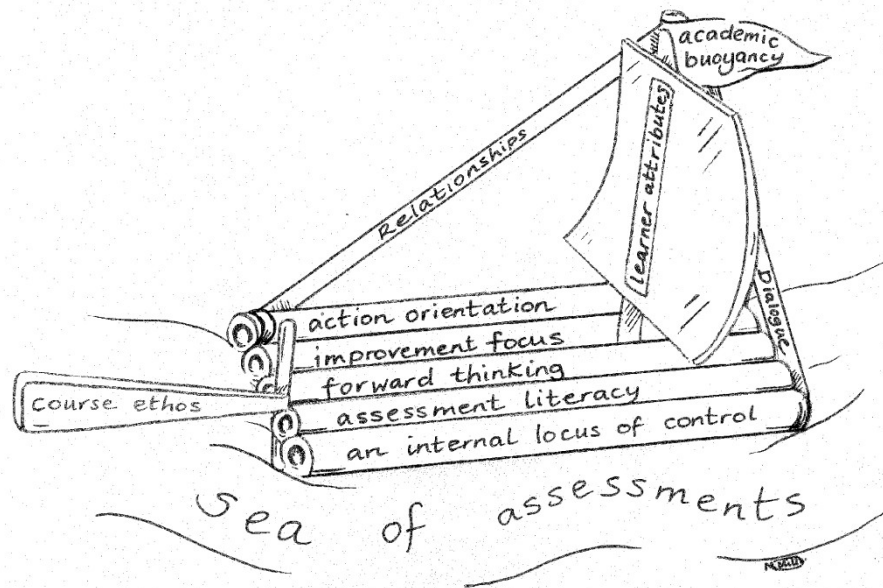 academic
buoyancy
learner attributes
Relationships
Dialogue
action orientation
improvement focus
forward thinking
assessment literacy
an internal locus of control
course ethos
sea of assessments